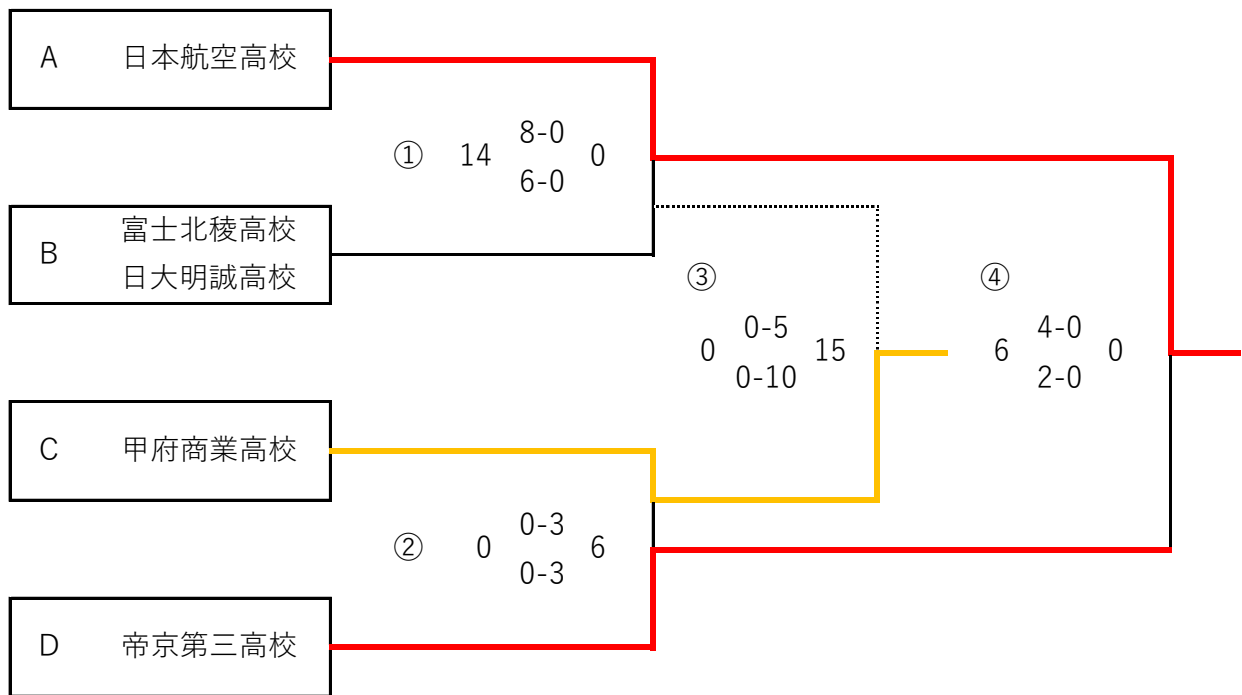 A 日本航空高校
① 14 8-0 0
6-0
B 富士北稜高校
日大明誠高校
③ ④
0 0-5 15 6 4-0 0
0-10 2-0
C 甲府商業高校
② 0 0-3 6
0-3
D 帝京第三高校